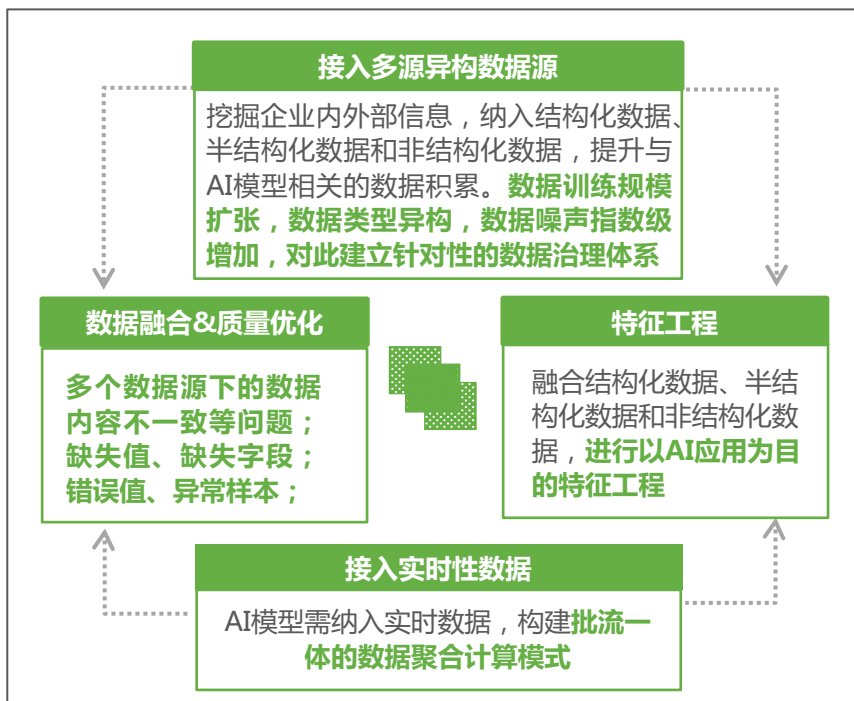 接入多源异构数据源
挖掘企业内外部信息，纳入结构化数据、
半结构化数据和非结构化数据，提升与
AI模型相关的数据积累。数据训练规模
扩张，数据类型异构，数据噪声指数级
增加，对此建立针对性的数据治理体系
数据融合&质量优化
多个数据源下的数据
内容不一致等问题；
缺失值、缺失字段；
错误值、异常样本；
特征工程
融合结构化数据、半结
构化数据和非结构化数
据，进行以AI应用为目
的特征工程
接入实时性数据
AI模型需纳入实时数据，构建批流一
体的数据聚合计算模式